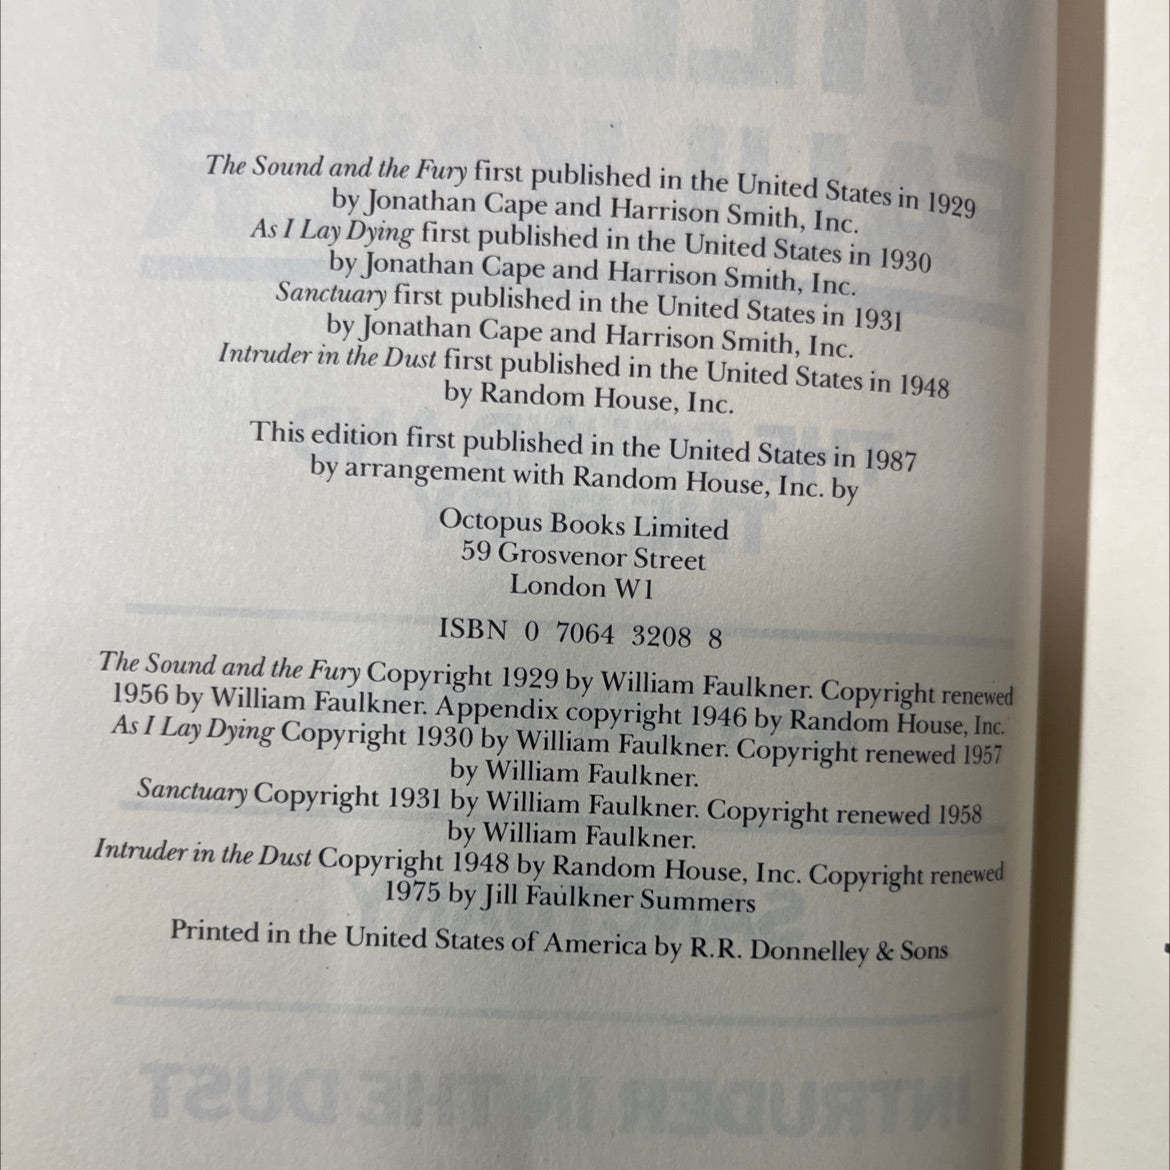 The Sound and the Fury first published in the United States in 1929
by Jonathan Cape and Harrison Smith, Inc.
As I Lay Dying first published in the United States in 1930
by Jonathan Cape and Harrison Smith, Inc.
Sanctuary first published in the United States in 1931
by Jonathan Cape and Harrison Smith, Inc.
Intruder in the Dust first published in the United States in 1948
by Random House, Inc.
This edition first published in the United States in 1987
by arrangement with Random House, Inc. by
Octopus Books Limited
59 Grosvenor Street
London W1
ISBN 0 7064 3208 8
The Sound and the Fury Copyright 1929 by William Faulkner. Copyright renewed
1956 by William Faulkner. Appendix copyright 1946 by Random House, Inc.
As I Lay Dying Copyright 1930 by William Faulkner. Copyright renewed 1957
by William Faulkner.
Sanctuary Copyright 1931 by William Faulkner. Copyright renewed 1958
by William Faulkner.
Intruder in the Dust Copyright 1948 by Random House, Inc. Copyright renewed
1975 by Jill Faulkner Summers
Printed in the United States of America by R.R. Donnelley & Sons
INTRUDER IN THE DUST